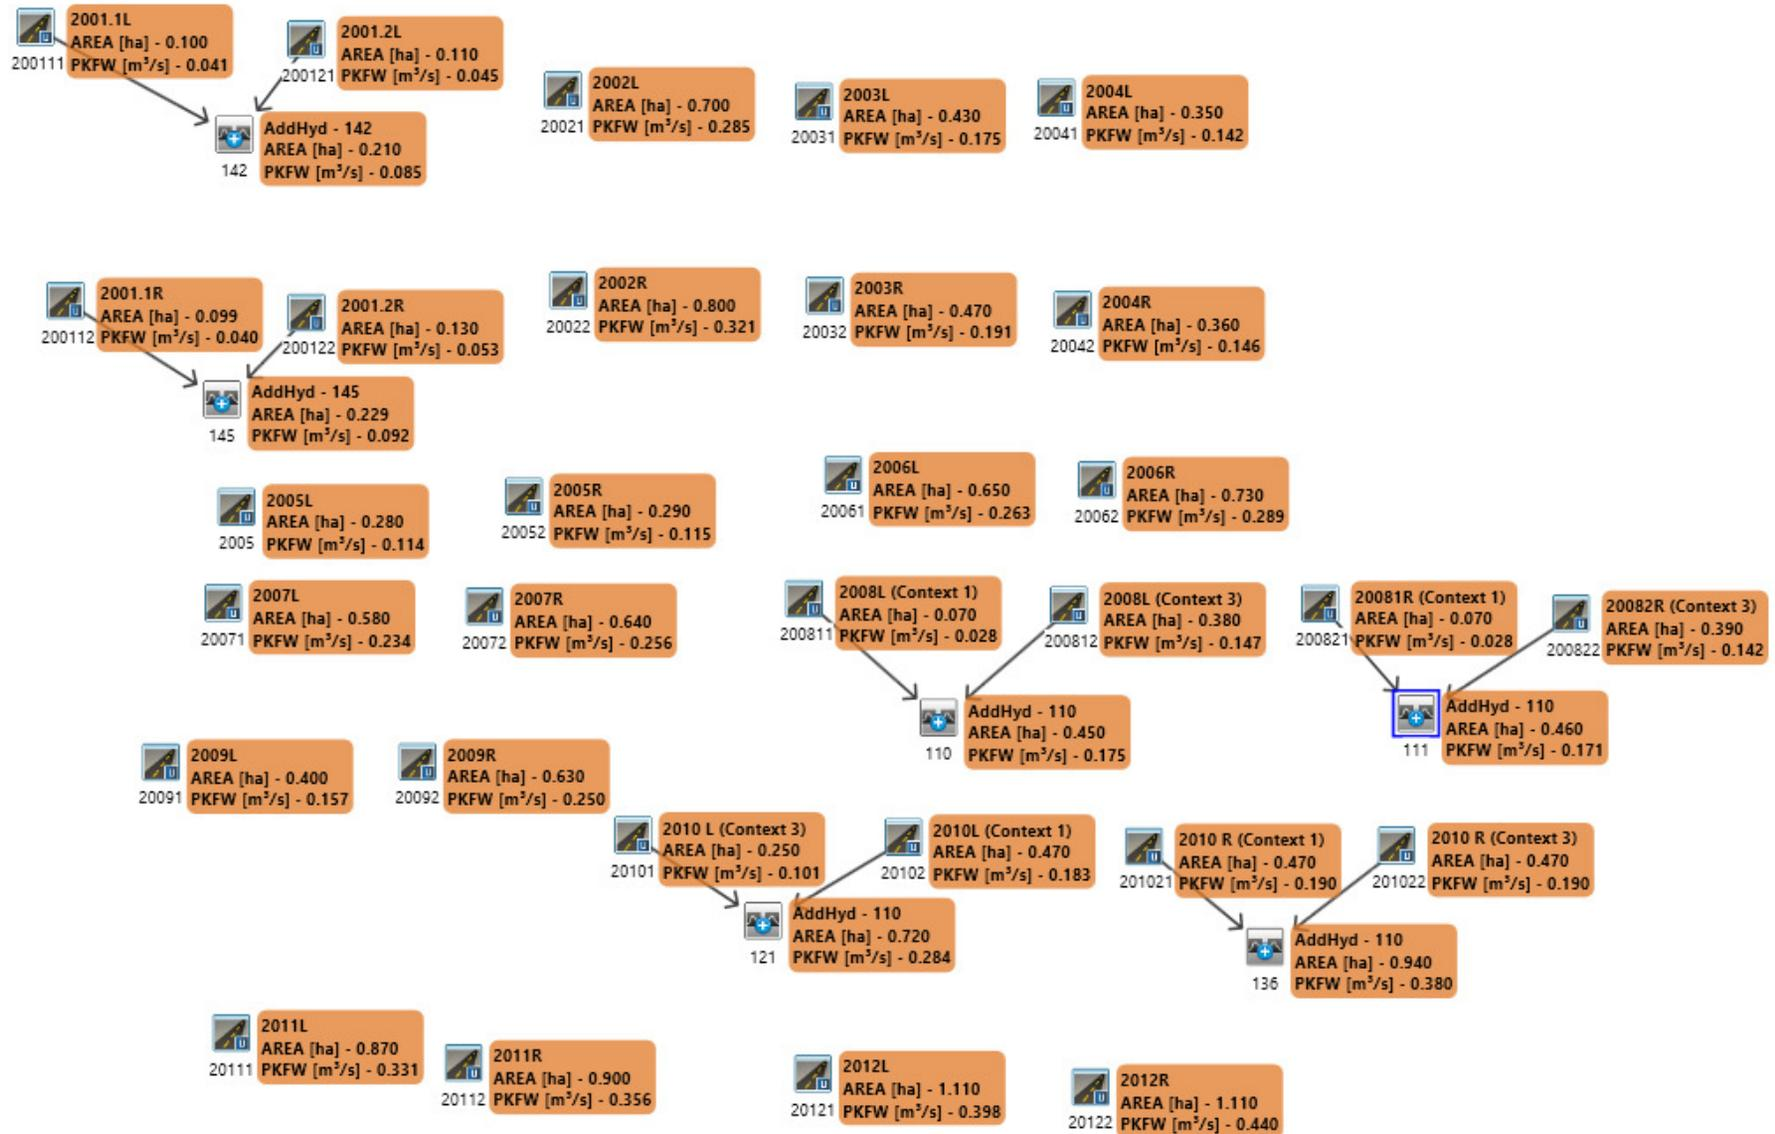 2001.1L
AREA [ha] - 0.100
PKFW [m³/s] - 0.041
200111
2001.2L
AREA [ha] - 0.110
PKFW [m³/s] - 0.045
200121
AddHyd - 142
AREA [ha] - 0.210
PKFW [m³/s] - 0.085
142
2002L
AREA [ha] - 0.700
PKFW [m³/s] - 0.285
20021
2003L
AREA [ha] - 0.430
PKFW [m³/s] - 0.175
20031
2004L
AREA [ha] - 0.350
PKFW [m³/s] - 0.142
20041
2001.1R
AREA [ha] - 0.099
PKFW [m³/s] - 0.040
200112
2001.2R
AREA [ha] - 0.130
PKFW [m³/s] - 0.053
200122
AddHyd - 145
AREA [ha] - 0.229
PKFW [m³/s] - 0.092
145
2002R
AREA [ha] - 0.800
PKFW [m³/s] - 0.321
20022
2003R
AREA [ha] - 0.470
PKFW [m³/s] - 0.191
20032
2004R
AREA [ha] - 0.360
PKFW [m³/s] - 0.146
20042
2005L
AREA [ha] - 0.280
PKFW [m³/s] - 0.114
2005
2005R
AREA [ha] - 0.290
PKFW [m³/s] - 0.115
20052
2006L
AREA [ha] - 0.650
PKFW [m³/s] - 0.263
20061
2006R
AREA [ha] - 0.730
PKFW [m³/s] - 0.289
20062
2007L
AREA [ha] - 0.580
PKFW [m³/s] - 0.234
20071
2007R
AREA [ha] - 0.640
PKFW [m³/s] - 0.256
20072
2008L (Context 1)
AREA [ha] - 0.070
PKFW [m³/s] - 0.028
200811
2008L (Context 3)
AREA [ha] - 0.380
PKFW [m³/s] - 0.147
200812
AddHyd - 110
AREA [ha] - 0.450
PKFW [m³/s] - 0.175
110
20081R (Context 1)
AREA [ha] - 0.070
PKFW [m³/s] - 0.028
200821
20082R (Context 3)
AREA [ha] - 0.390
PKFW [m³/s] - 0.142
200822
AddHyd - 110
AREA [ha] - 0.460
PKFW [m³/s] - 0.171
111
2009L
AREA [ha] - 0.400
PKFW [m³/s] - 0.157
20091
2009R
AREA [ha] - 0.630
PKFW [m³/s] - 0.250
20092
2010 L (Context 3)
AREA [ha] - 0.250
PKFW [m³/s] - 0.101
20101
2010L (Context 1)
AREA [ha] - 0.470
PKFW [m³/s] - 0.183
20102
AddHyd - 110
AREA [ha] - 0.720
PKFW [m³/s] - 0.284
121
2010 R (Context 1)
AREA [ha] - 0.470
PKFW [m³/s] - 0.190
201021
2010 R (Context 3)
AREA [ha] - 0.470
PKFW [m³/s] - 0.190
201022
AddHyd - 110
AREA [ha] - 0.940
PKFW [m³/s] - 0.380
136
2011L
AREA [ha] - 0.870
PKFW [m³/s] - 0.331
20111
2011R
AREA [ha] - 0.900
PKFW [m³/s] - 0.356
20112
2012L
AREA [ha] - 1.110
PKFW [m³/s] - 0.398
20121
2012R
AREA [ha] - 1.110
PKFW [m³/s] - 0.440
20122